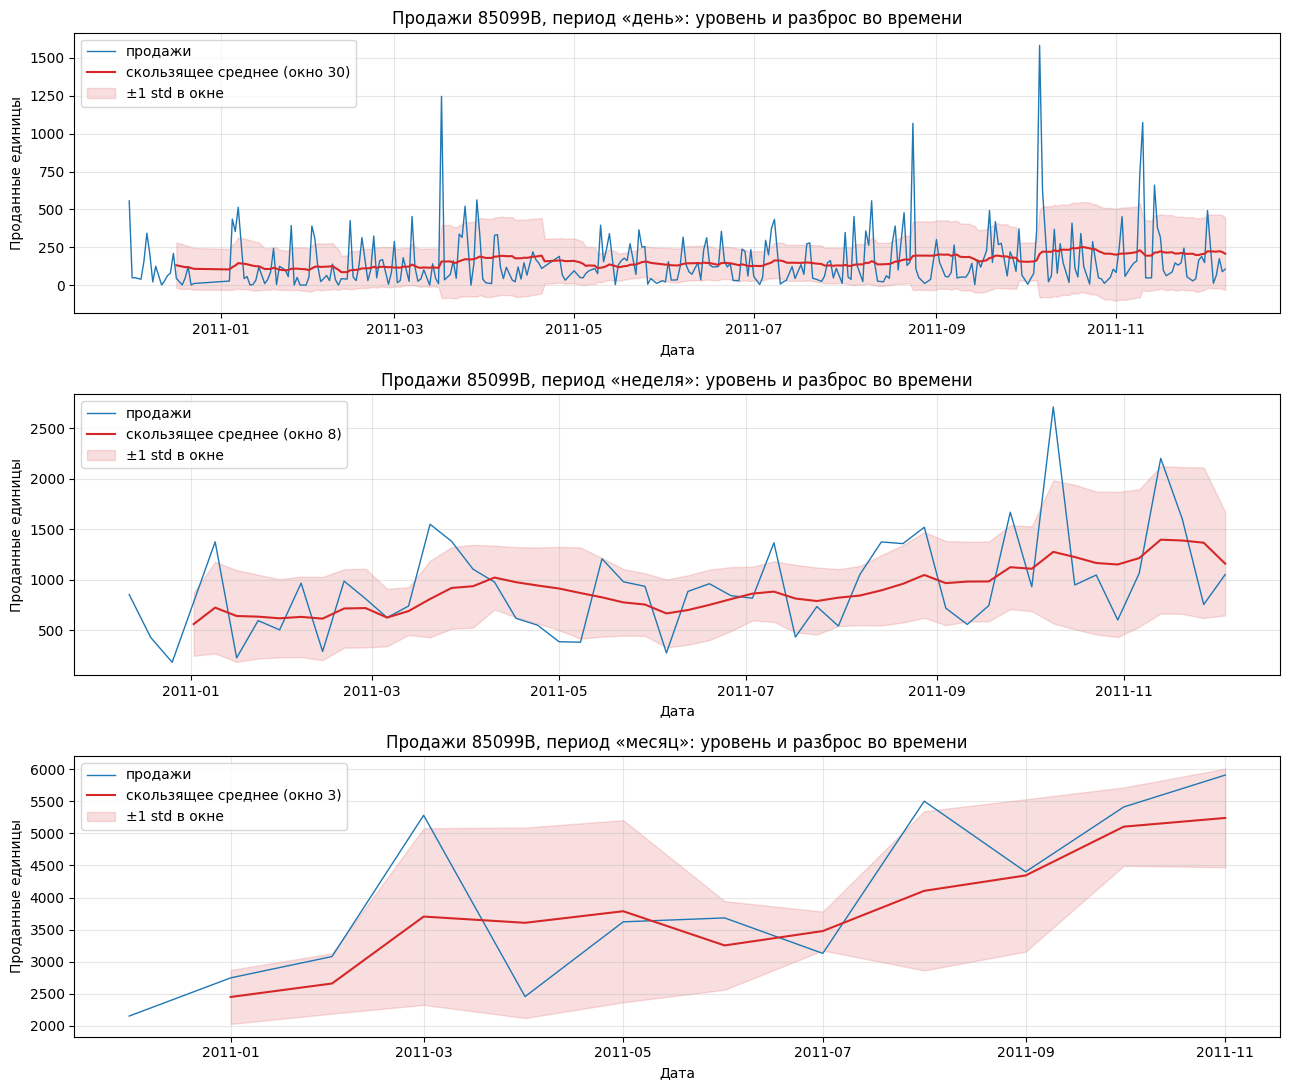 Продажи 85099B, период «день»: уровень и разброс во времени
продажи
скользящее среднее (окно 30)
±1 std в окне
Проданные единицы
1500
1250
1000
750
500
250
0
2011-01 2011-03 2011-05 2011-07 2011-09 2011-11
Дата
Продажи 85099B, период «неделя»: уровень и разброс во времени
продажи
скользящее среднее (окно 8)
±1 std в окне
Проданные единицы
2500
2000
1500
1000
500
2011-01 2011-03 2011-05 2011-07 2011-09 2011-11
Дата
Продажи 85099B, период «месяц»: уровень и разброс во времени
продажи
скользящее среднее (окно 3)
±1 std в окне
Проданные единицы
6000
5500
5000
4500
4000
3500
3000
2500
2000
2011-01 2011-03 2011-05 2011-07 2011-09 2011-11
Дата